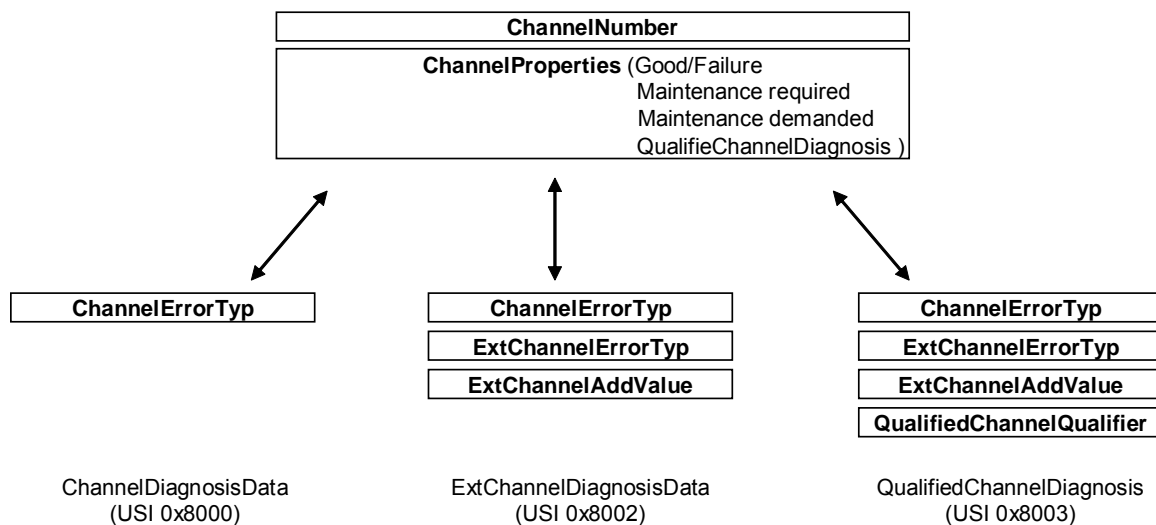 ChannelNumber
ChannelProperties (Good/Failure
Maintenance required
Maintenance demanded
QualifieChannelDiagnosis )
ChannelErrorTyp
ChannelDiagnosisData
(USI 0x8000)
ChannelErrorTyp
ExtChannelErrorTyp
ExtChannelAddValue
ExtChannelDiagnosisData
(USI 0x8002)
ChannelErrorTyp
ExtChannelErrorTyp
ExtChannelAddValue
QualifiedChannelQualifier
QualifiedChannelDiagnosis
(USI 0x8003)